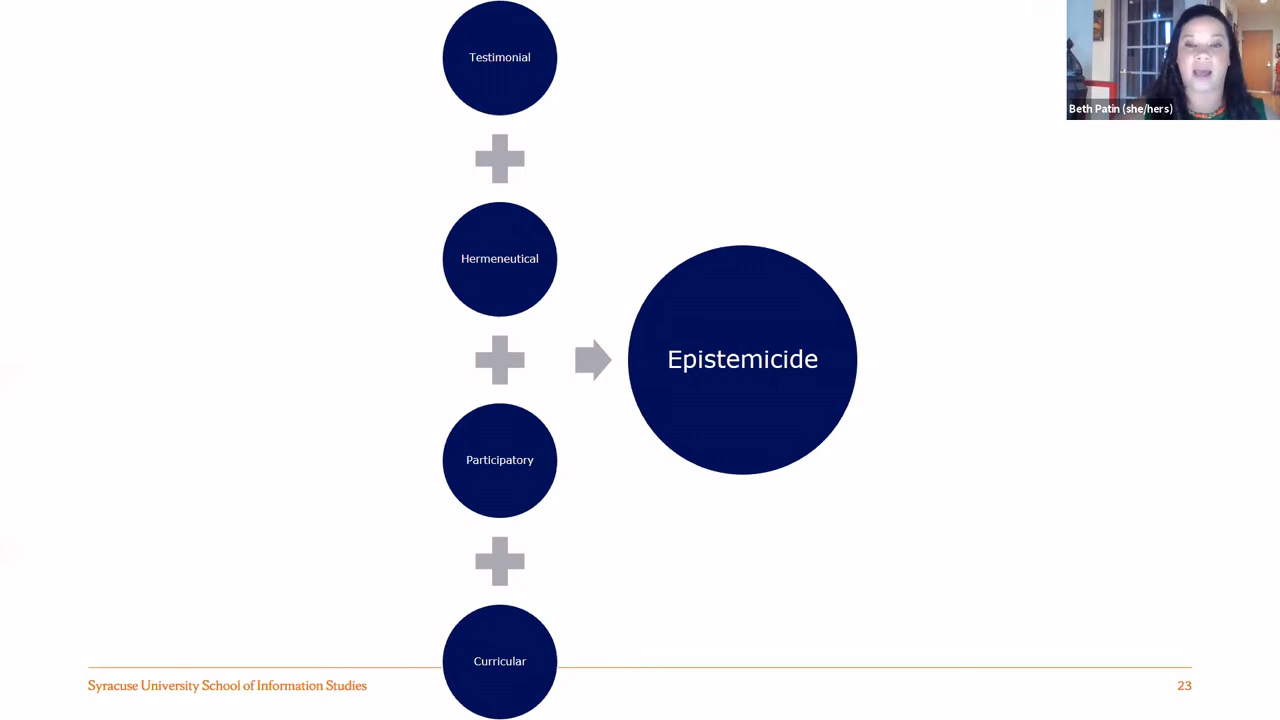 Testimonial
Beth Patin (she/hers)
Hermeneutical
Epistemicide
Participatory
Curricular
Syracuse University School of Information Studies
23